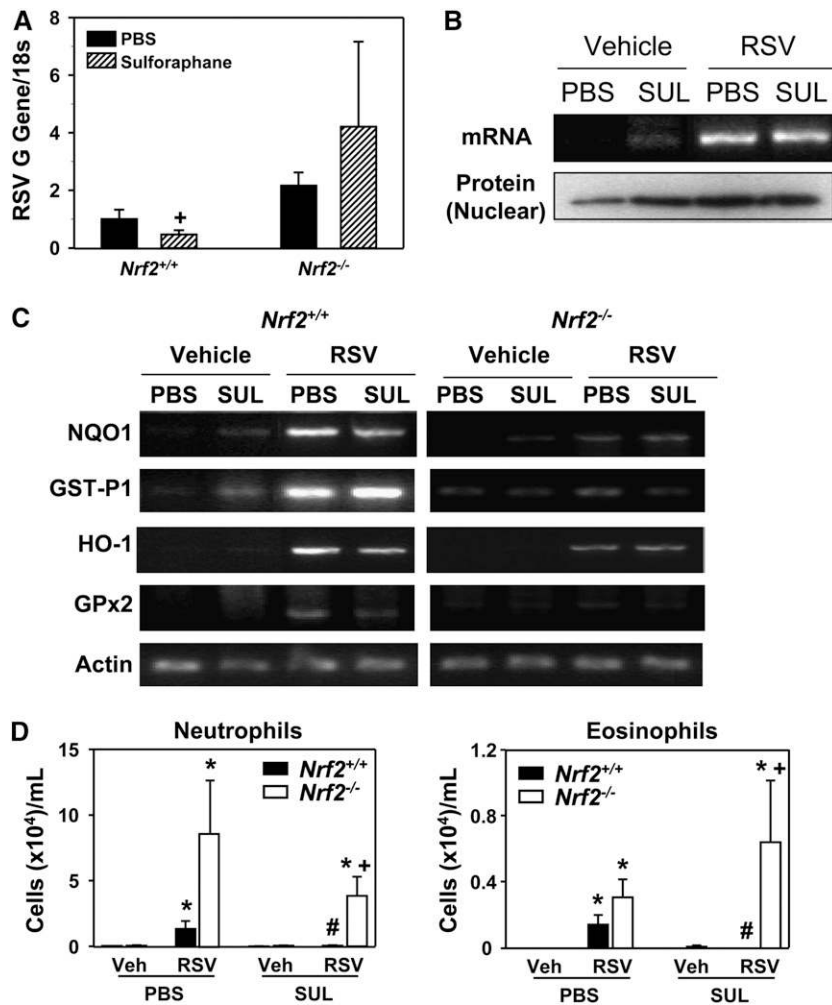 A
8
6
4
2
0
RSV G Gene/18s
PBS
Sulforaphane
+
Nrf2+/+
Nrf2-/-
B
Vehicle RSV
PBS SUL PBS SUL
mRNA
Protein
(Nuclear)
C
Nrf2+/+ Nrf2-/-
Vehicle RSV Vehicle RSV
PBS SUL PBS SUL PBS SUL PBS SUL
NQO1
GST-P1
HO-1
GPx2
Actin
D
Neutrophils
15
10
5
0
Cells (x10⁴)/mL
Nrf2+/+
Nrf2-/-
* * # * +
Veh RSV Veh RSV
PBS SUL
Eosinophils
1.2
0.8
0.4
0
Cells (x10⁴)/mL
Nrf2+/+
Nrf2-/-
* * # * +
Veh RSV Veh RSV
PBS SUL